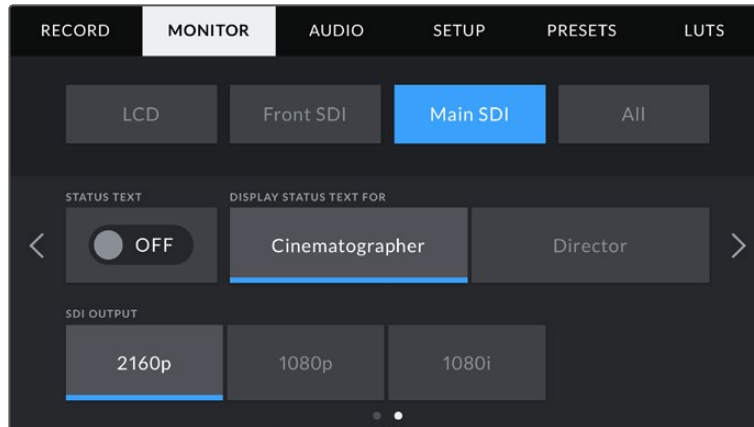 RECORD MONITOR AUDIO SETUP PRESETS LUTS
LCD Front SDI Main SDI All
STATUS TEXT DISPLAY STATUS TEXT FOR
OFF Cinematographer Director
SDI OUTPUT
2160p 1080p 1080i